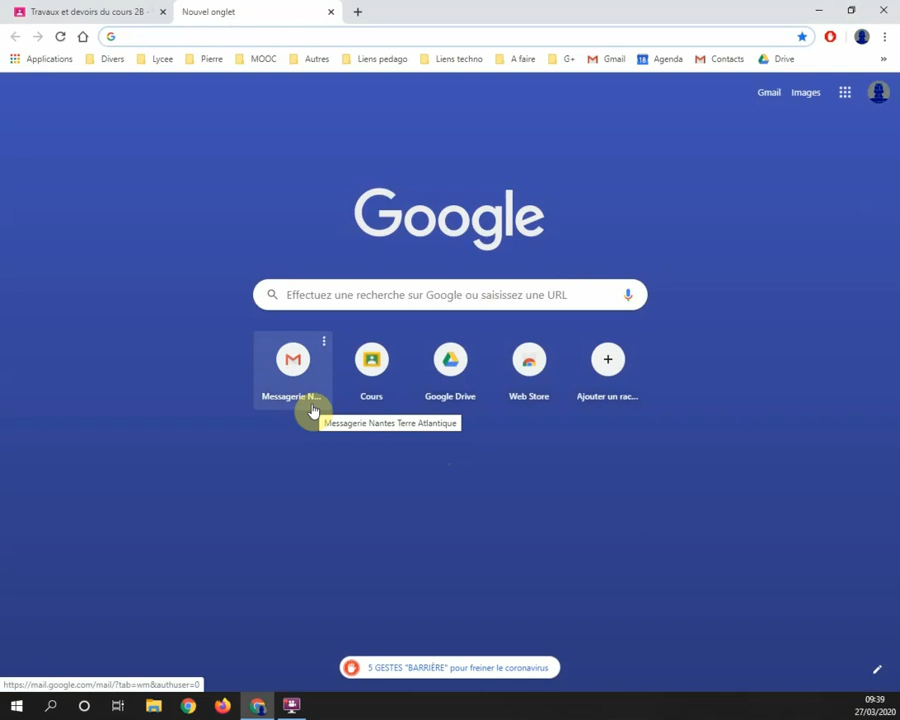 Travaux et devoirs du cours 2B -
Nouvel onglet
Applications Divers Lycee Pierre MOOC Autres Liens pedago Liens techno A faire G+ Gmail 18 Agenda Contacts Drive »
Gmail Images
Google
Effectuez une recherche sur Google ou saisissez une URL
Messagerie N... Cours Google Drive Web Store Ajouter un rac...
Messagerie Nantes Terre Atlantique
5 GESTES "BARRIÈRE" pour freiner le coronavirus
https://mail.google.com/mail/?tab=wm&authuser=0
09:39
27/03/2020